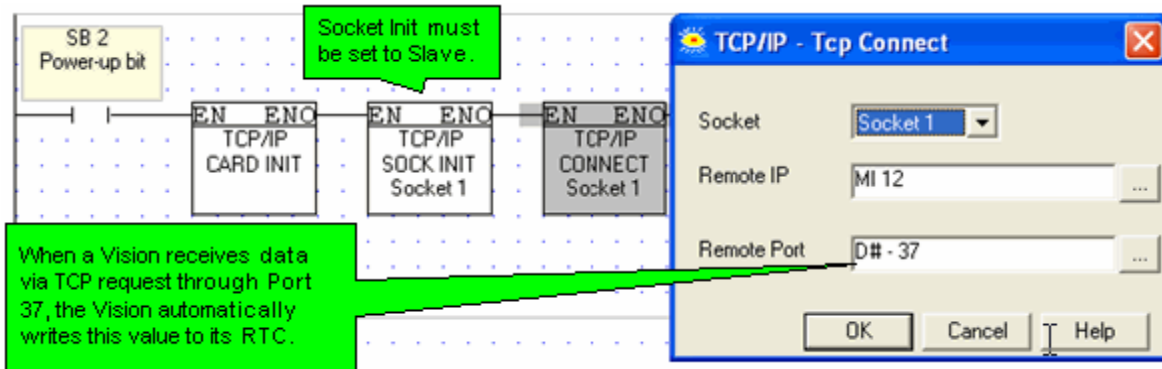 SB 2
Power-up bit
Socket Init must
be set to Slave.
EN ENO
TCP/IP
CARD INIT
EN ENO
TCP/IP
SOCK INIT
Socket 1
EN ENO
TCP/IP
CONNECT
Socket 1
When a Vision receives data
via TCP request through Port
37, the Vision automatically
writes this value to its RTC.
TCP/IP - Tcp Connect
Socket
Socket 1
Remote IP
MI 12
...
Remote Port
D# - 37
...
OK
Cancel
Help